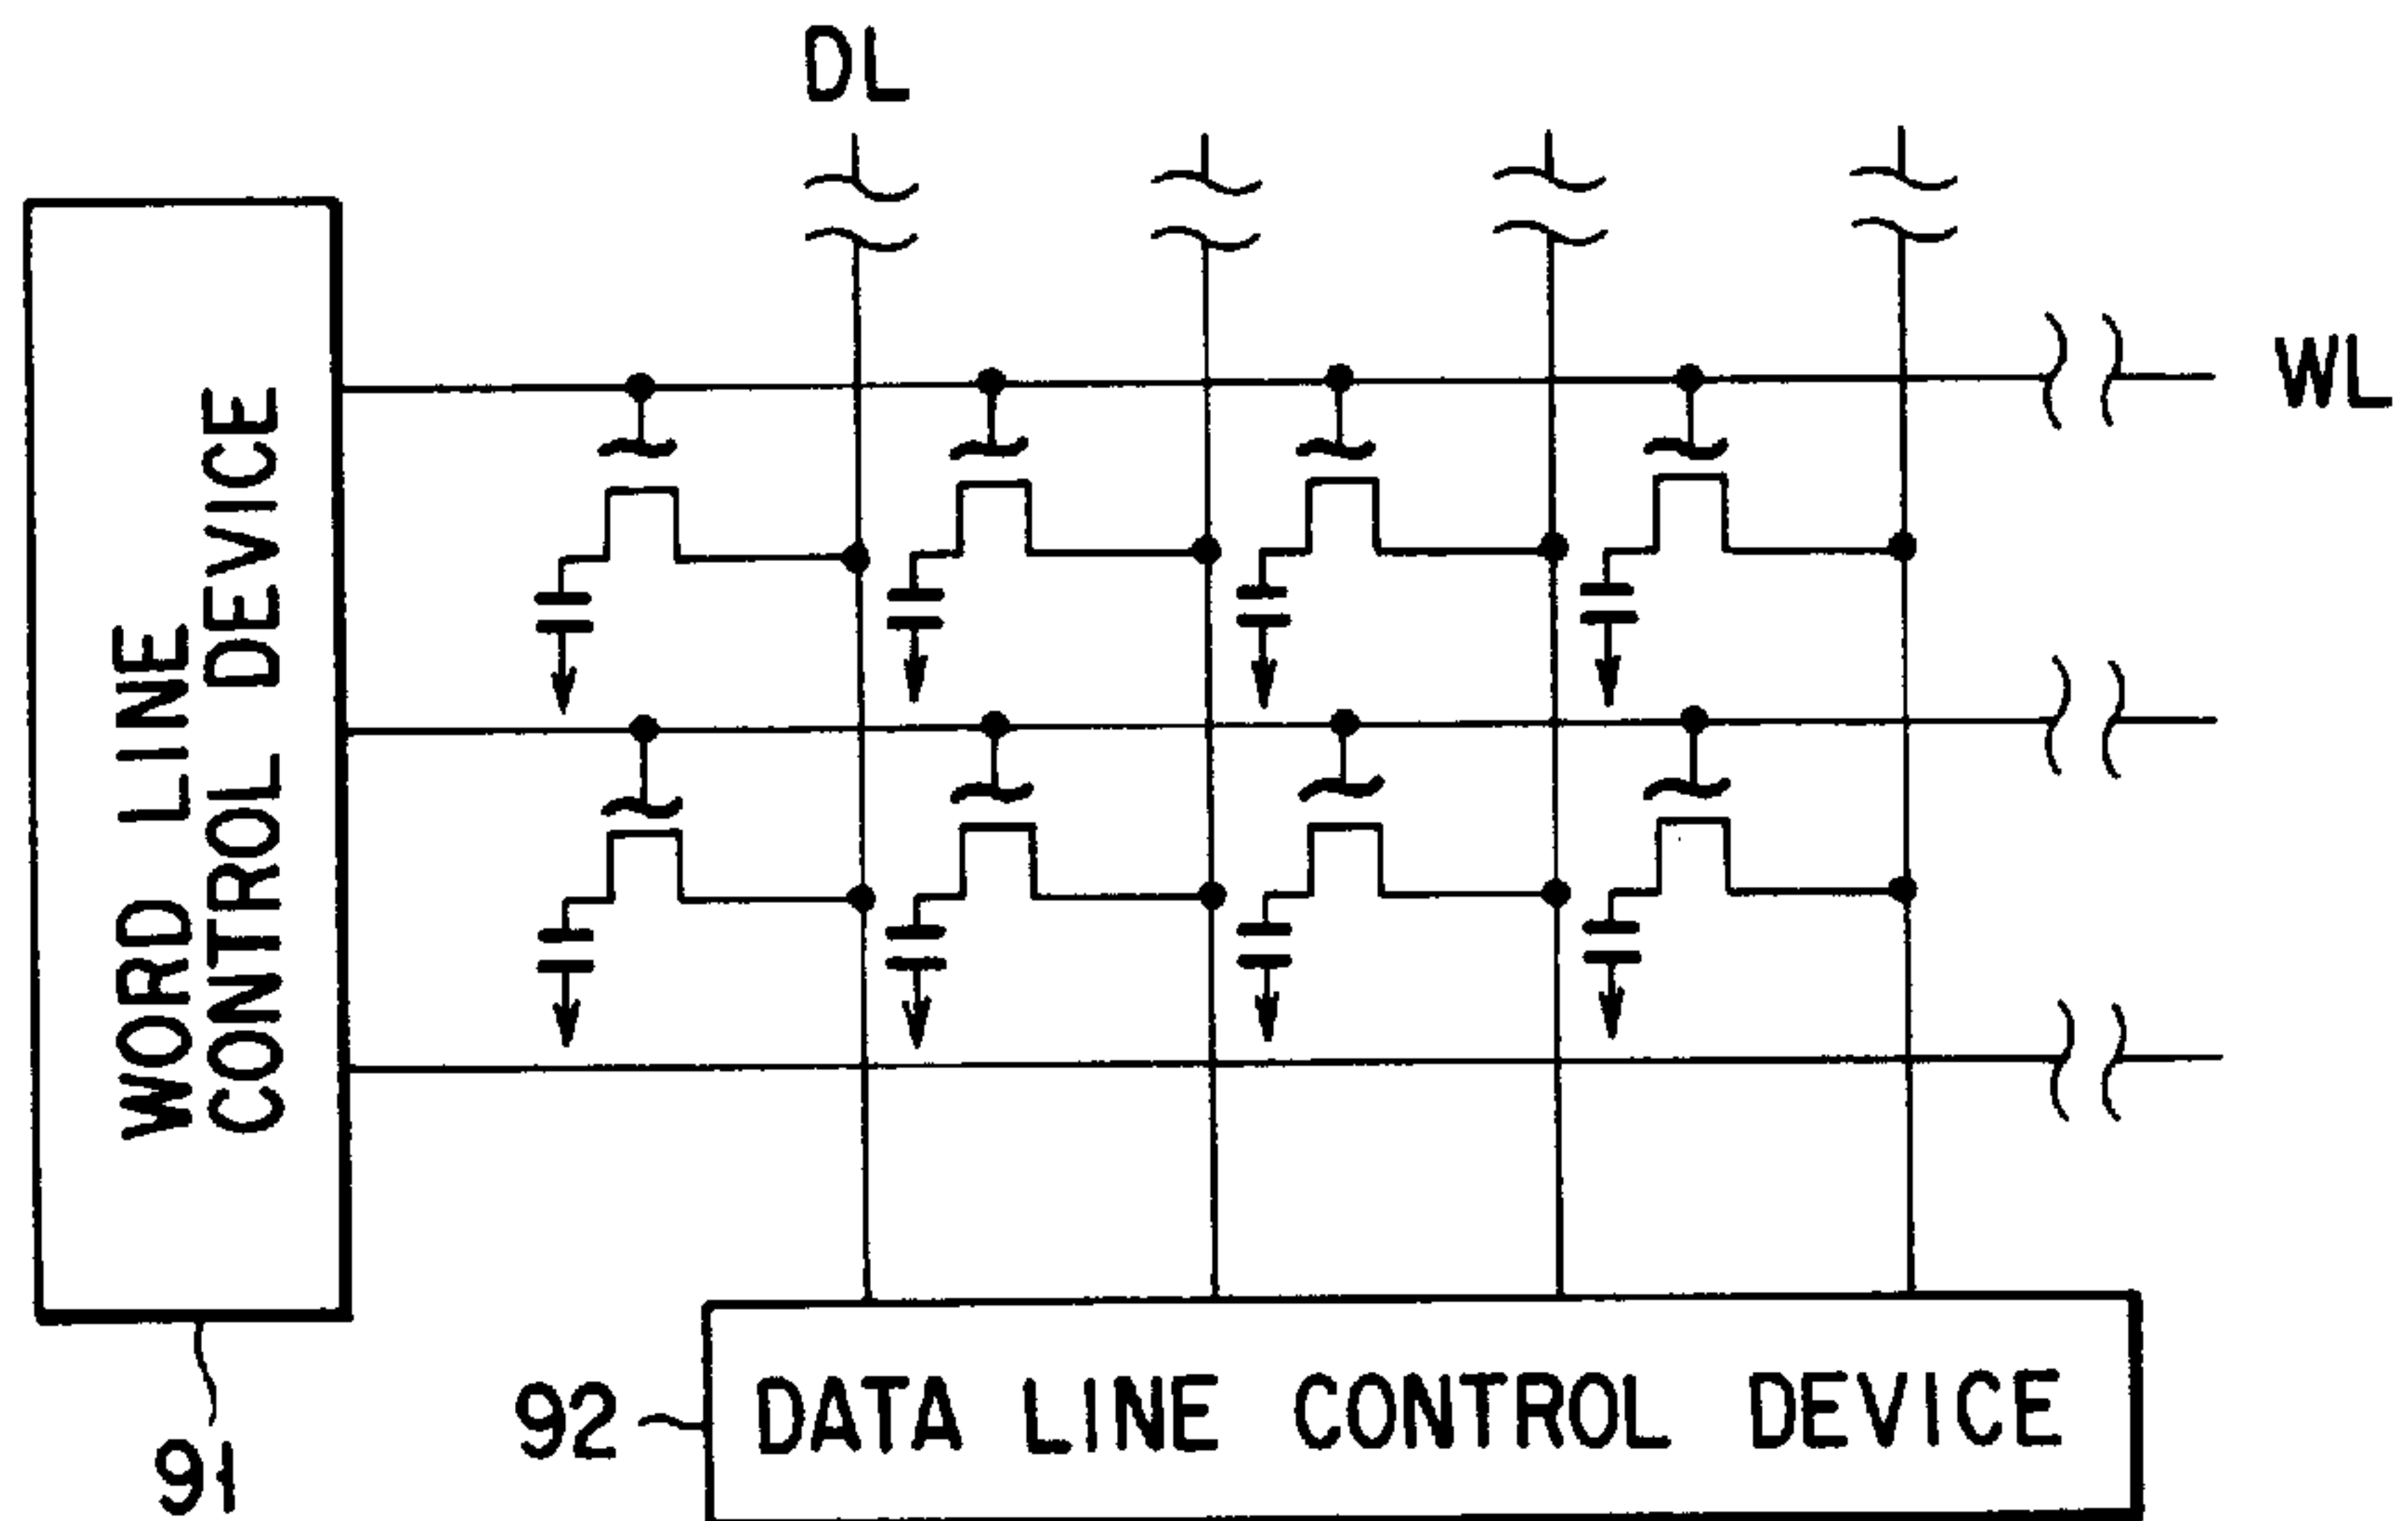 DL
WL
WORD LINE
CONTROL DEVICE
91
92
DATA LINE CONTROL DEVICE